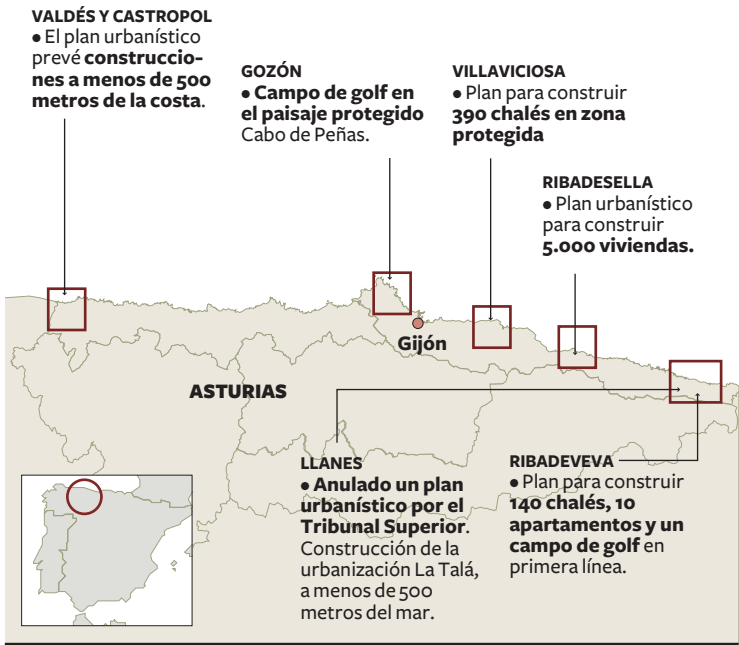 VALDÉS Y CASTROPOL
● El plan urbanístico
prevé construccio-
nes a menos de 500
metros de la costa.
GOZÓN
● Campo de golf en
el paisaje protegido
Cabo de Peñas.
VILLAVICIOSA
● Plan para construir
390 chalés en zona
protegida
RIBADESELLA
● Plan urbanístico
para construir
5.000 viviendas.
Gijón
ASTURIAS
LLANES
● Anulado un plan
urbanístico por el
Tribunal Superior.
Construcción de la
urbanización La Talá,
a menos de 500
metros del mar.
RIBADEVEVA
● Plan para construir
140 chalés, 10
apartamentos y un
campo de golf en
primera línea.